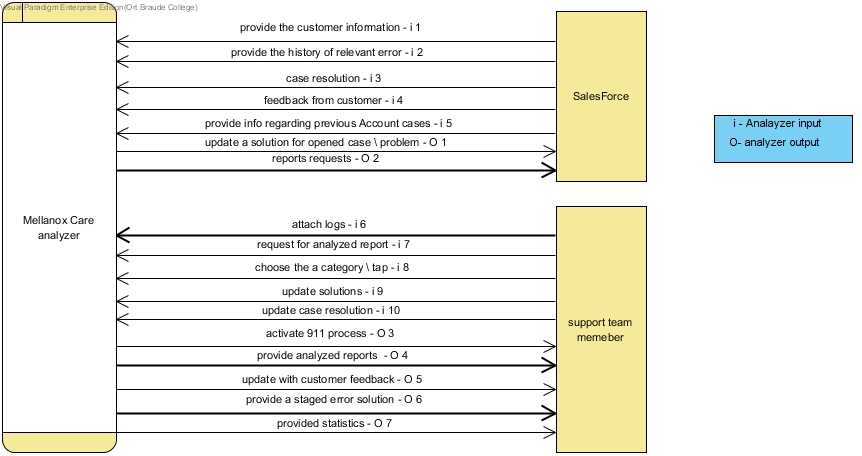 Visual Paradigm Enterprise Edition(Ort Braude College)
provide the customer information - i 1
provide the history of relevant error - i 2
case resolution - i 3
feedback from customer - i 4
provide info regarding previous Account cases - i 5
update a solution for opened case \ problem - O 1
reports requests - O 2
SalesForce
i - Analayzer input
O- analyzer output
Mellanox Care
analyzer
attach logs - i 6
request for analyzed report - i 7
choose the a category \ tap - i 8
update solutions - i 9
update case resolution - i 10
activate 911 process - O 3
provide analyzed reports - O 4
update with customer feedback - O 5
provide a staged error solution - O 6
provided statistics - O 7
support team
memeber